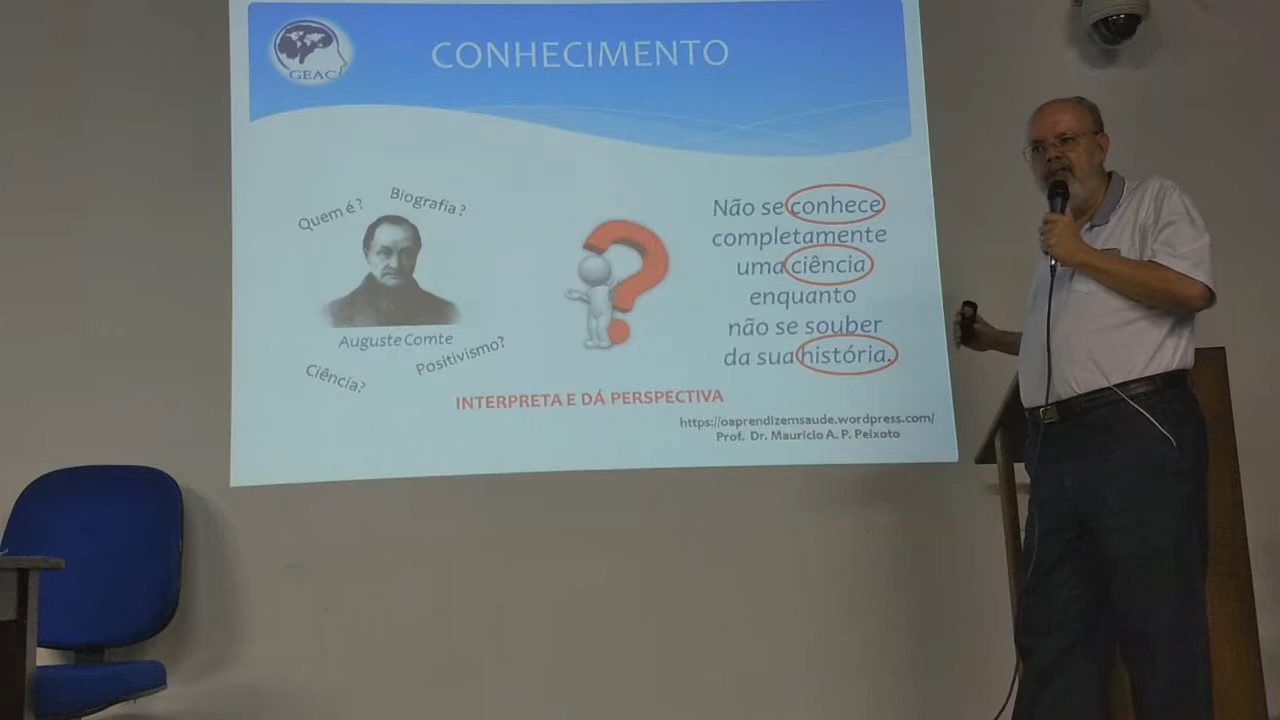 GEAC
CONHECIMENTO
Quem é?
Biografia?
Auguste Comte
Ciência?
Positivismo?
Não se conhece
completamente
uma ciência
enquanto
não se souber
da sua história.
INTERPRETA E DÁ PERSPECTIVA
https://oaprendizemsaude.wordpress.com/
Prof. Dr. Mauricio A. P. Peixoto